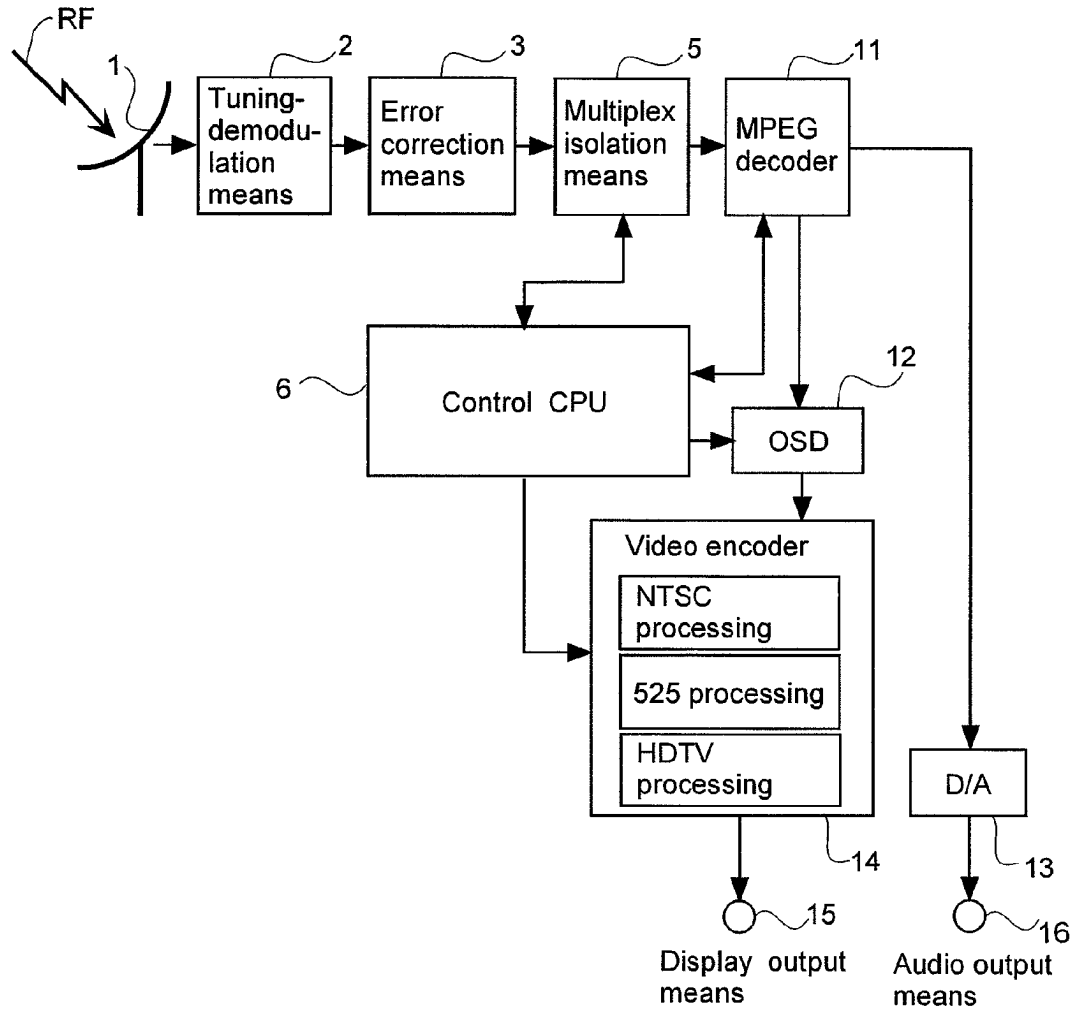 RF
1
2
3
5
11
Tuning-
demodu-
lation
means
Error
correction
means
Multiplex
isolation
means
MPEG
decoder
6
Control CPU
12
OSD
Video encoder
NTSC
processing
525 processing
HDTV
processing
D/A
14
13
15
16
Display output
means
Audio output
means